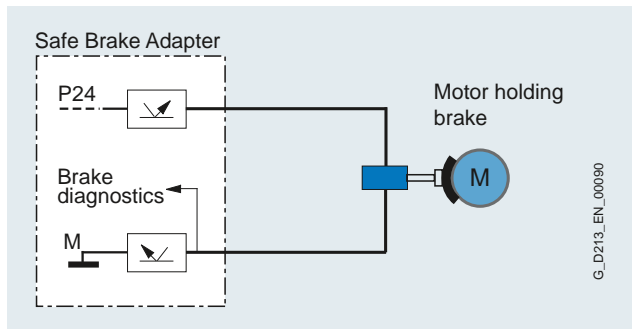 Safe Brake Adapter
P24
Motor holding
brake
Brake
diagnostics
M
M
G_D213_EN_00090